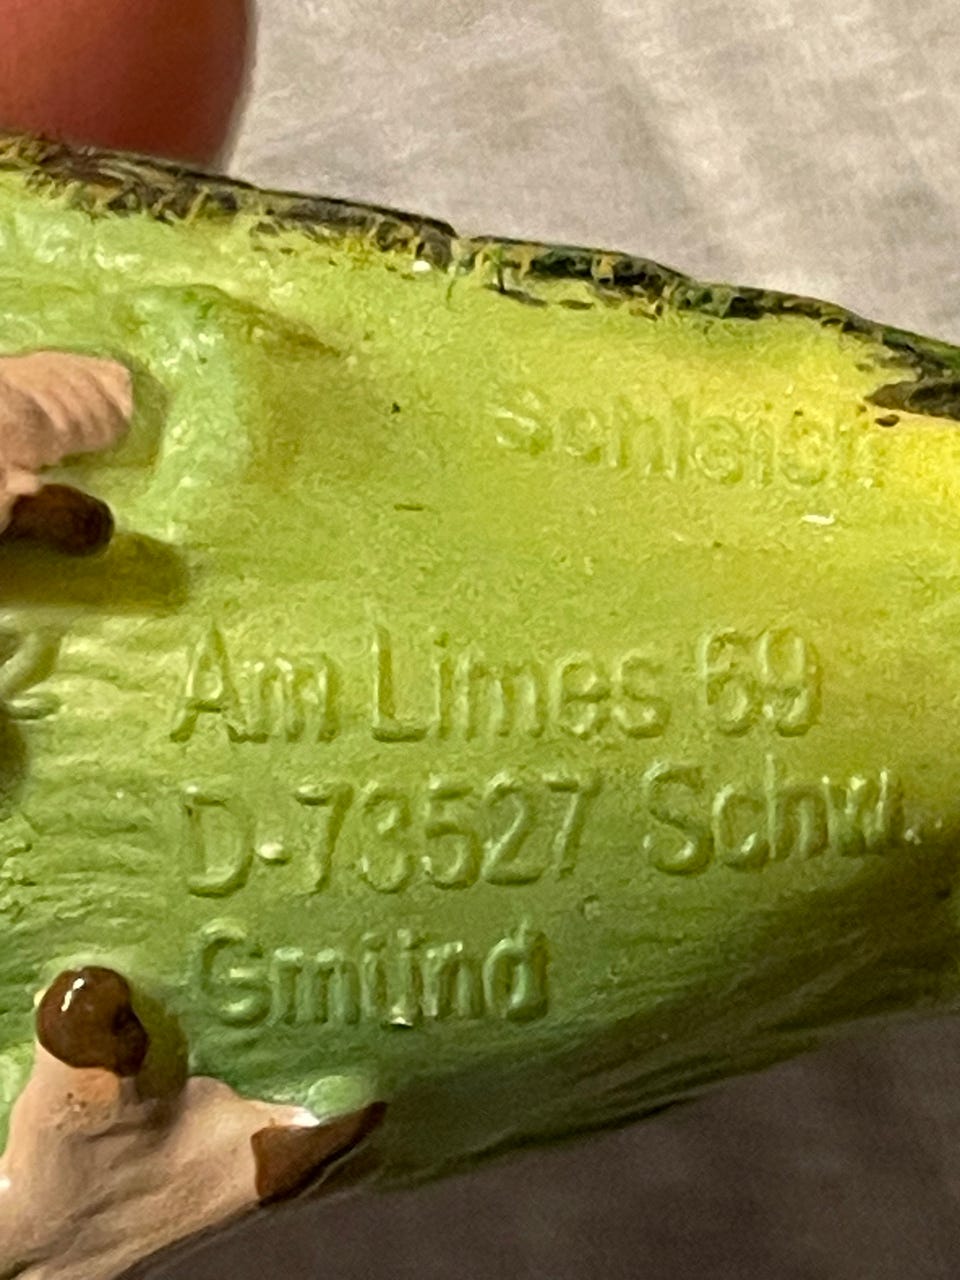 Schleich
Am Limes 69
D-73527 Schw.
Gmünd